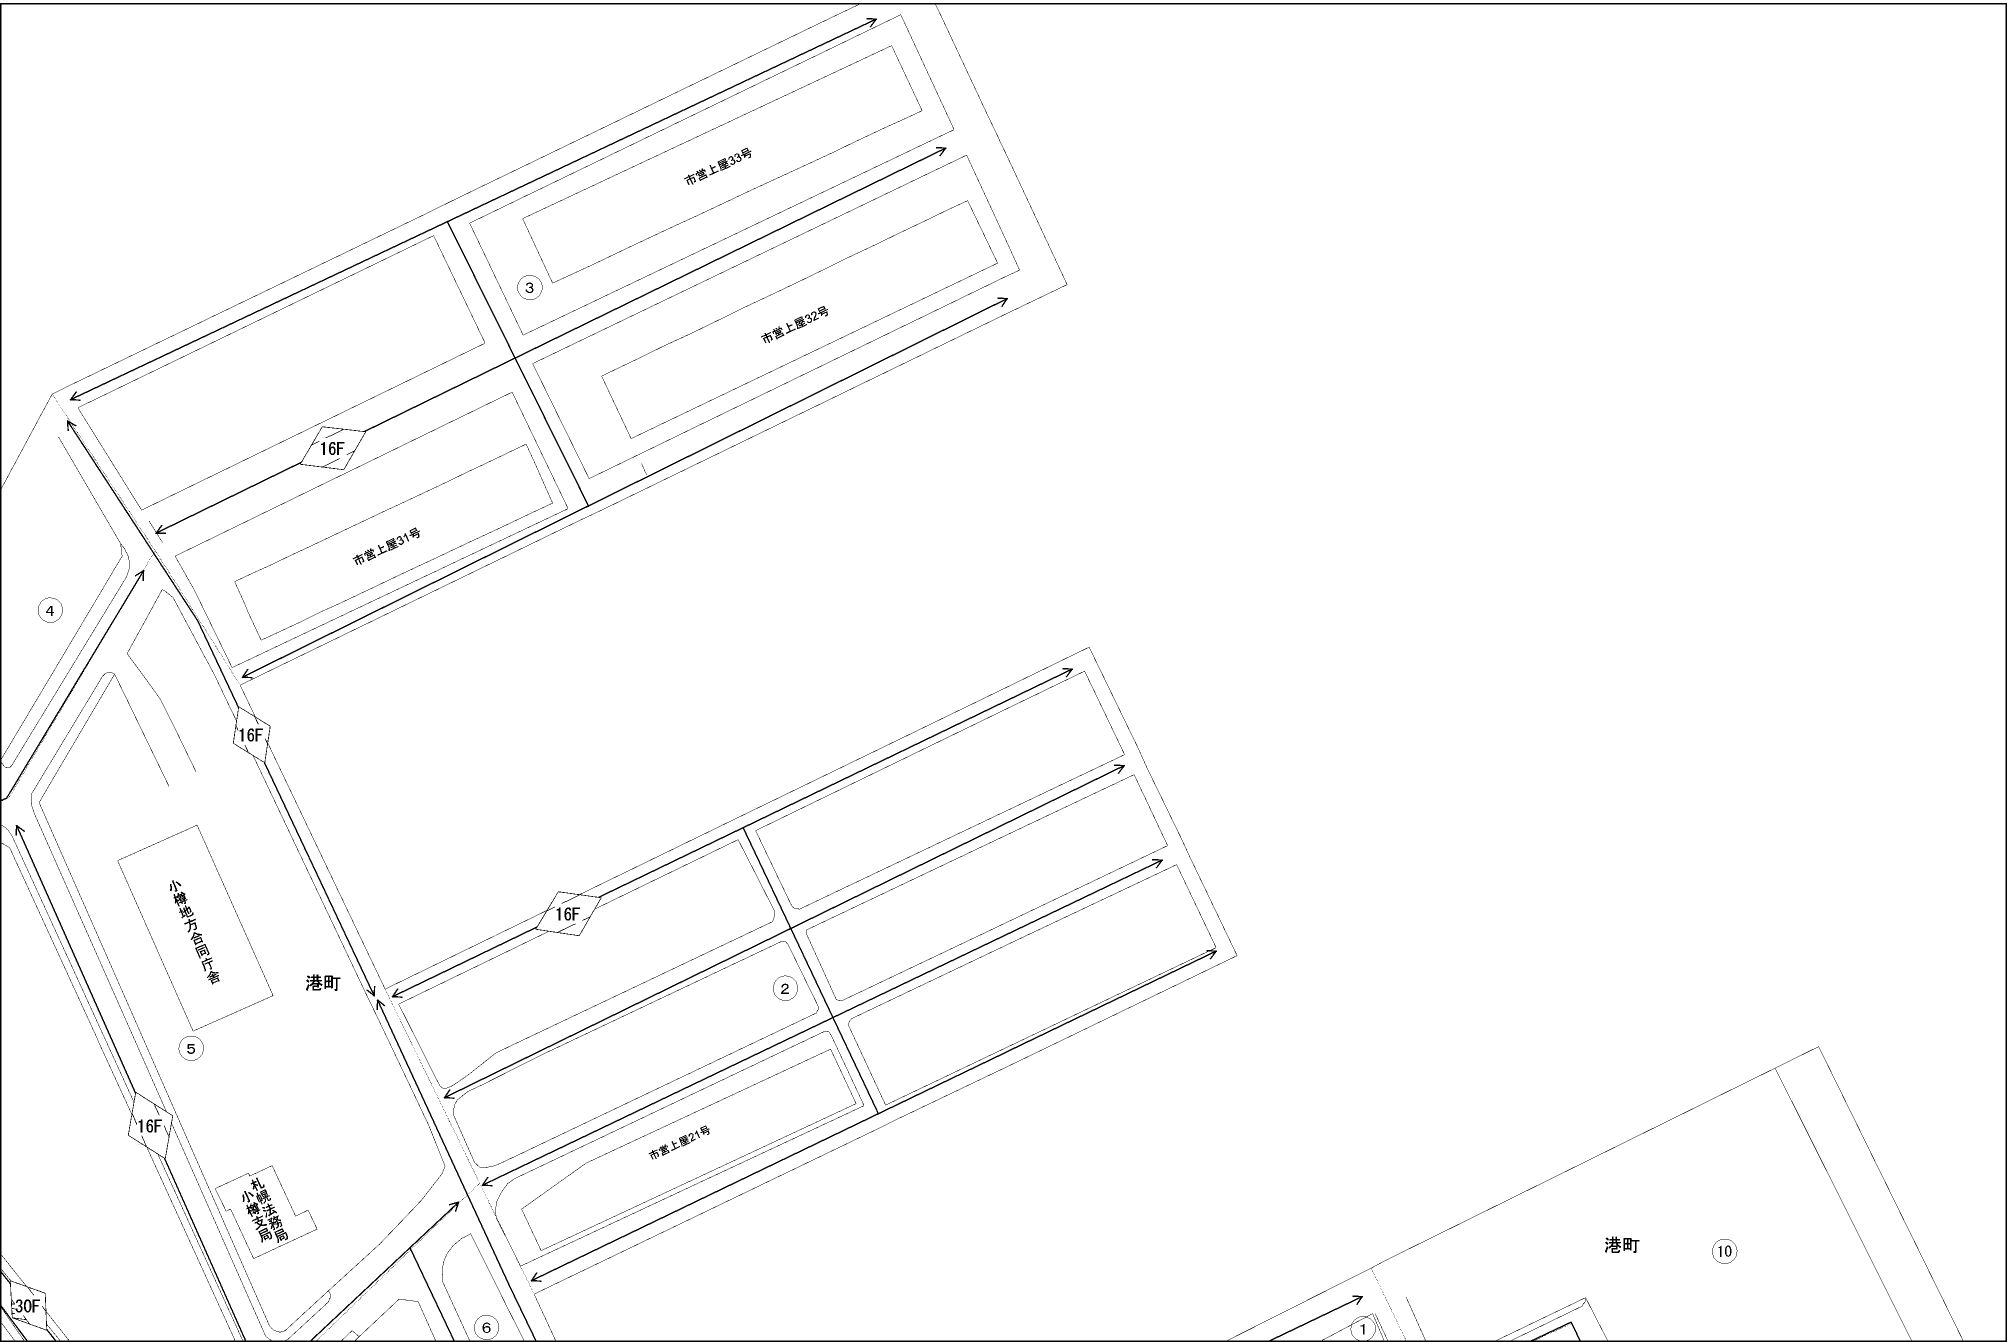 市営上屋33号
3
市営上屋32号
16F
市営上屋31号
4
16F
16F
小樽地方合同庁舎
港町
2
5
16F
市営上屋21号
札幌法務局
小樽支局
港町
10
30F
6
1